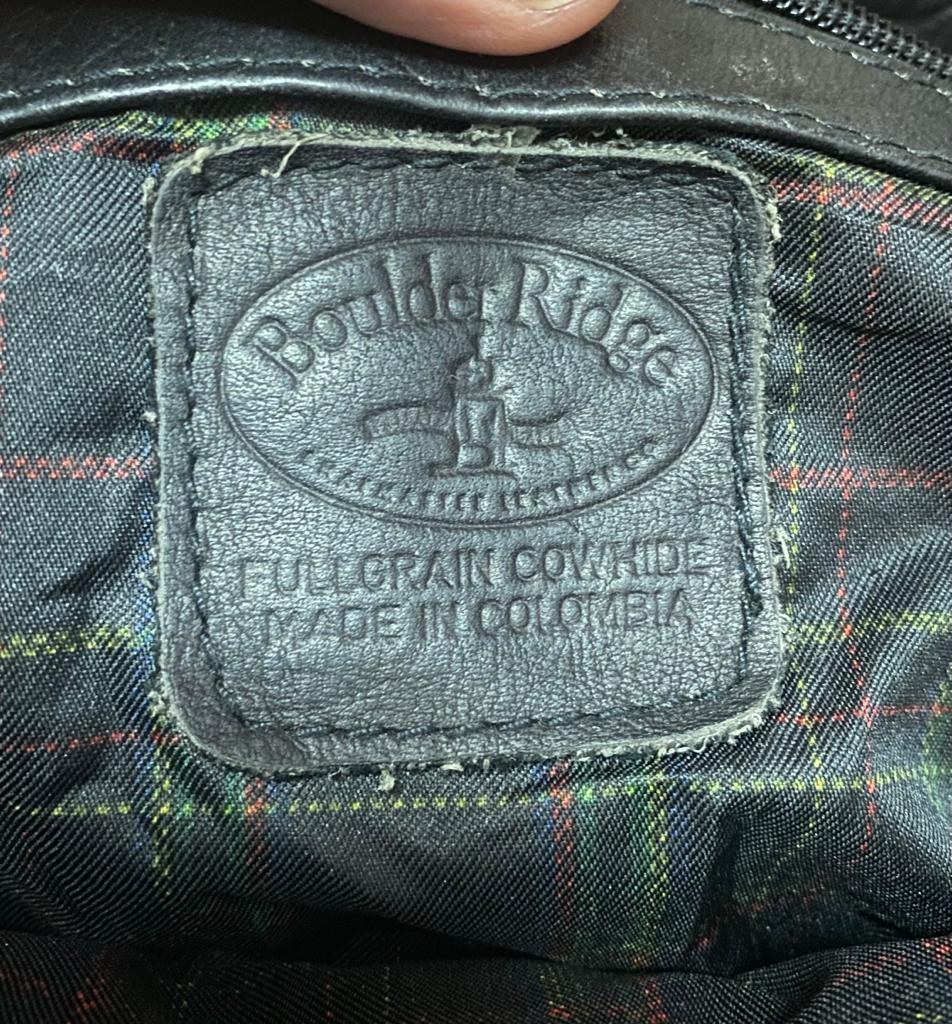 Boulder Ridge
FULLGRAIN COWHIDE
MADE IN COLOMBIA